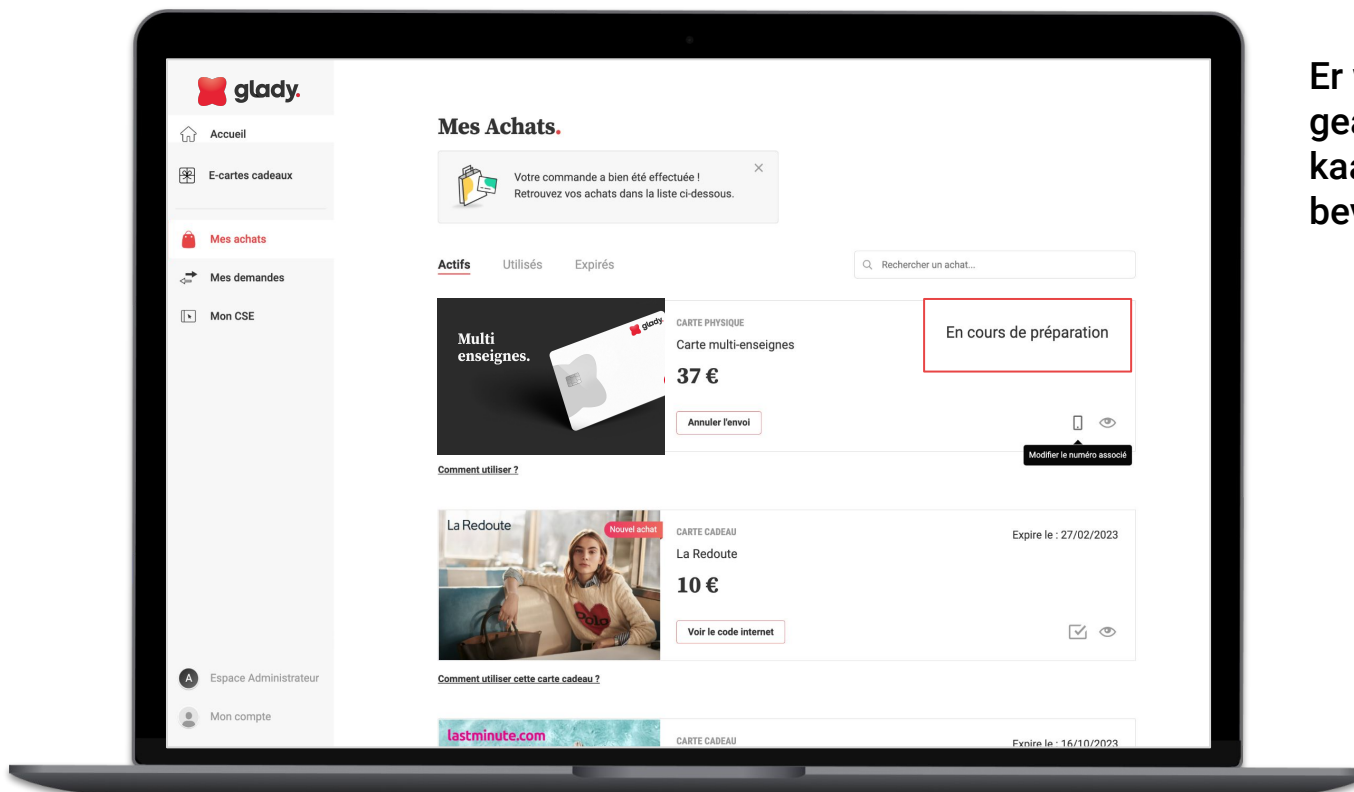 glady.
Accueil
E-cartes cadeaux
Mes achats
Mes demandes
Mon CSE
A
Espace Administrateur
Mon compte
Mes Achats.
Votre commande a bien été effectuée !
Retrouvez vos achats dans la liste ci-dessous.
Actifs Utilisés Expirés
Rechercher un achat...
Multi
enseignes.
glady.
CARTE PHYSIQUE
Carte multi-enseignes
37 €
En cours de préparation
Annuler l'envoi
Modifier le numéro associé
Comment utiliser ?
La Redoute
Nouvel achat
Polo
CARTE CADEAU
La Redoute
10 €
Expire le : 27/02/2023
Voir le code internet
Comment utiliser cette carte cadeau ?
lastminute.com
CARTE CADEAU
Expire le : 16/10/2023
Er